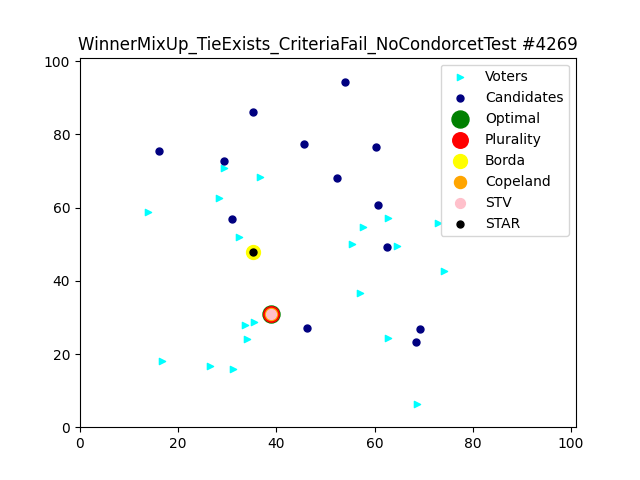 WinnerMixUp_TieExists_CriteriaFail_NoCondorcetTest #4269
100
80
60
40
20
0
0 20 40 60 80 100
Voters
Candidates
Optimal
Plurality
Borda
Copeland
STV
STAR